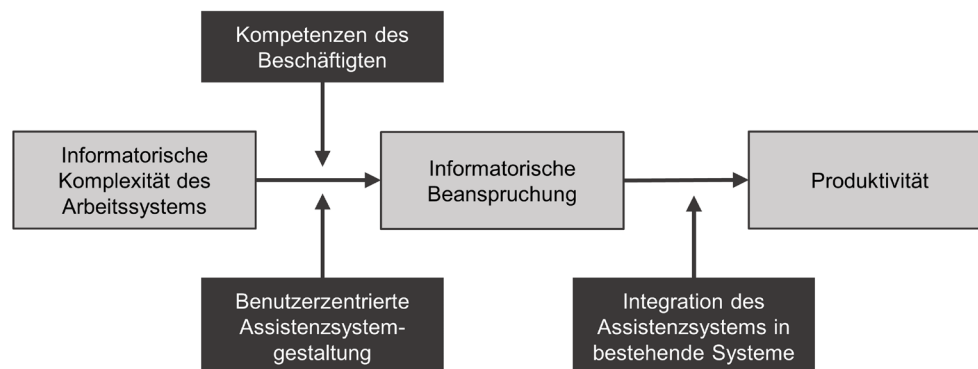 Kompetenzen des
Beschäftigten
Informatorische
Komplexität des
Arbeitssystems
Informatorische
Beanspruchung
Produktivität
Benutzerzentrierte
Assistenzsystem-
gestaltung
Integration des
Assistenzsystems in
bestehende Systeme